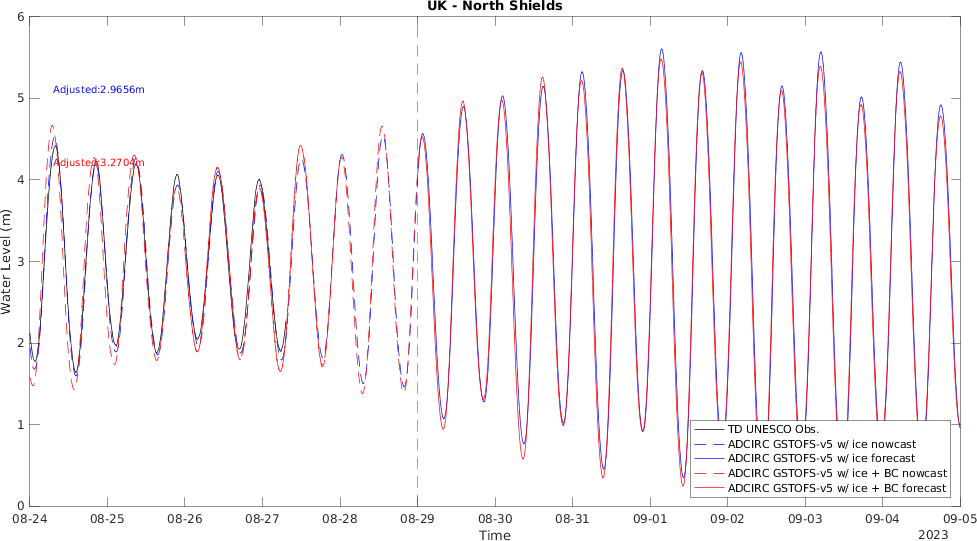 UK - North Shields
6
5
4
3
2
1
0
Water Level (m)
Adjusted:2.9656m
Adjusted:3.2704m
TD UNESCO Obs.
ADCIRC GSTOFS-v5 w/ ice nowcast
ADCIRC GSTOFS-v5 w/ ice forecast
ADCIRC GSTOFS-v5 w/ ice + BC nowcast
ADCIRC GSTOFS-v5 w/ ice + BC forecast
08-24 08-25 08-26 08-27 08-28 08-29 08-30 08-31 09-01 09-02 09-03 09-04 09-05
Time
2023